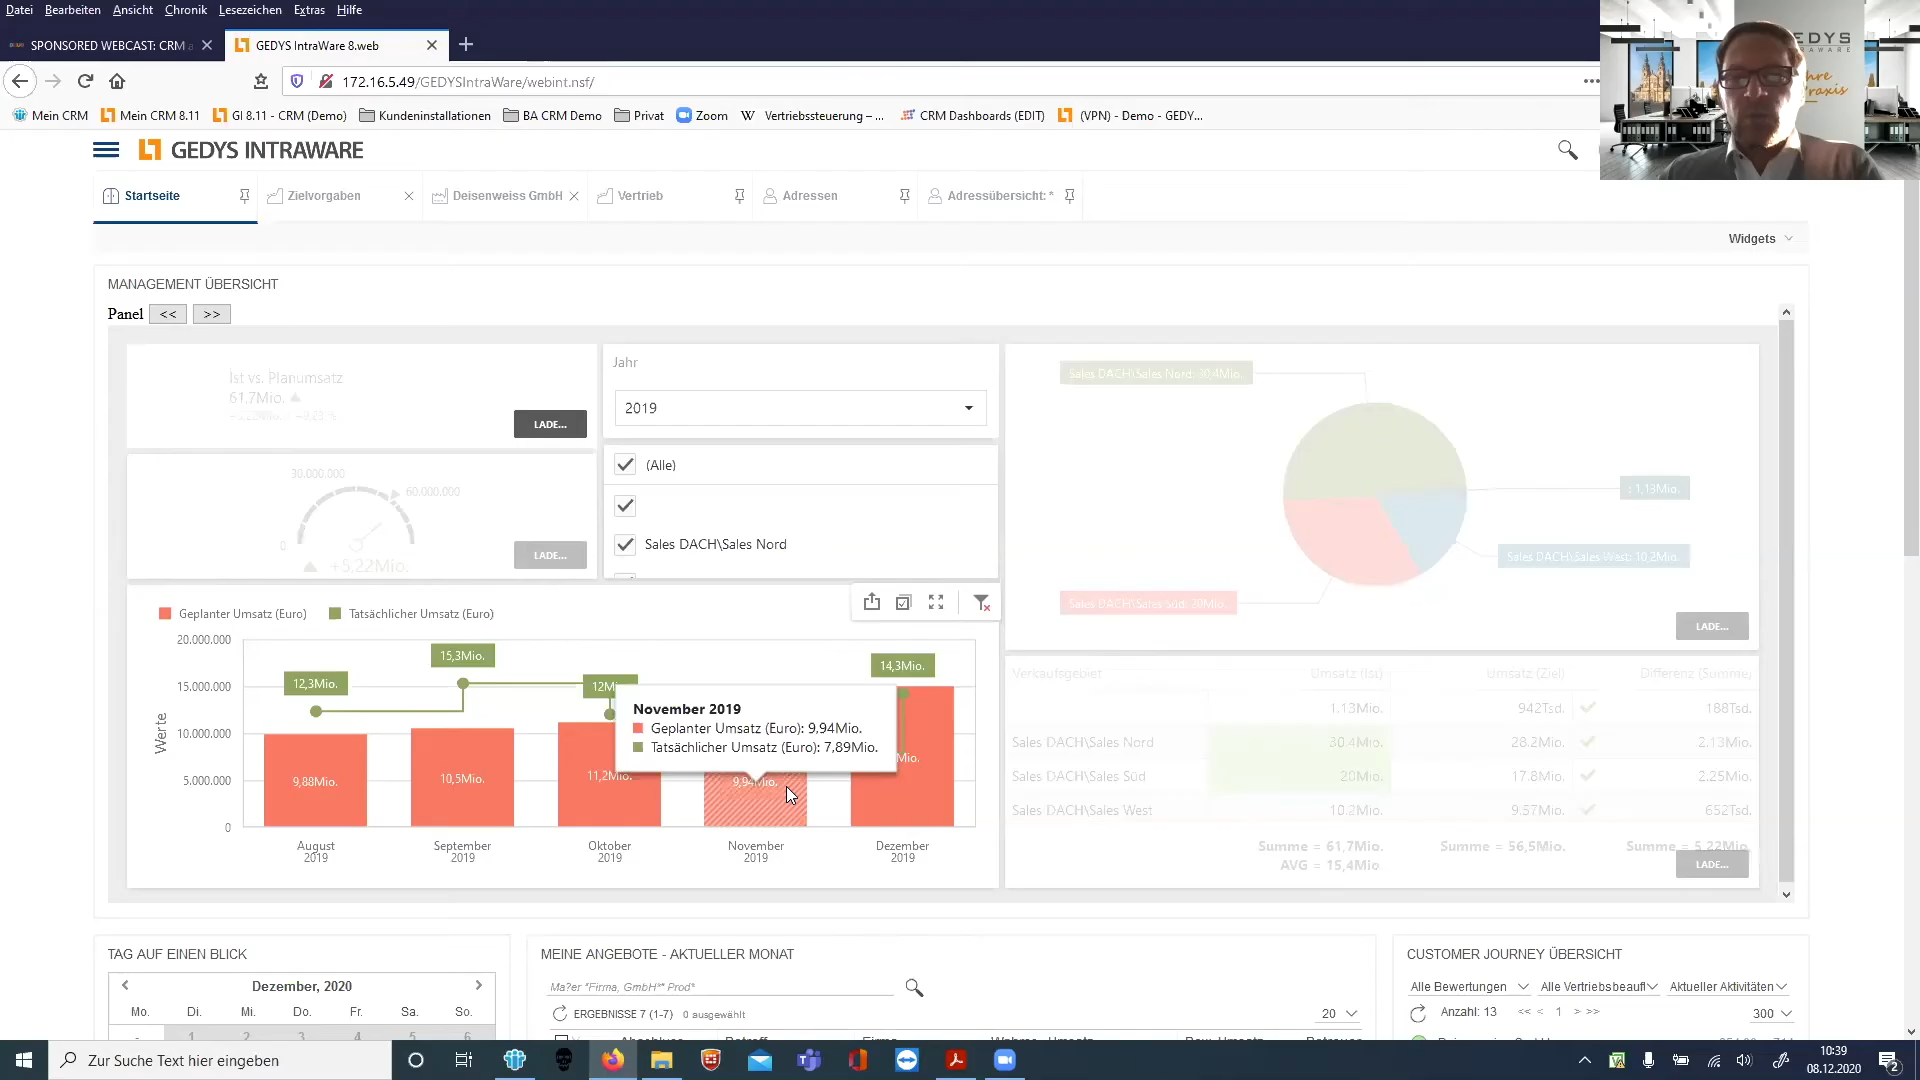 Datei Bearbeiten Ansicht Chronik Lesezeichen Extras Hilfe
SPONSORED WEBCAST: CRM
GEDYS IntraWare 8.web
172.16.5.49/GEDYSIntraWare/webint.nsf/
Mein CRM Mein CRM 8.11 GI 8.11 - CRM (Demo) Kundeninstallationen BA CRM Demo Privat Zoom Vertriebssteuerung – ... CRM Dashboards (EDIT) (VPN) - Demo - GEDY...
GEDYS INTRAWARE
Startseite Zielvorgaben Deisenweiss GmbH Vertrieb Adressen Adressübersicht: *
Widgets
MANAGEMENT ÜBERSICHT
Panel << >>
Ist vs. Planumsatz
61.7Mio.
LADE...
30.000.000
60.000.000
0
+5,22Mio.
LADE...
Jahr
2019
(Alle)
Sales DACH\Sales Nord
Sales DACH\Sales Nord: 30,4Mio.
: 1,13Mio.
Sales DACH\Sales West: 10,2Mio.
Sales DACH\Sales Süd: 20Mio.
LADE...
Geplanter Umsatz (Euro) Tatsächlicher Umsatz (Euro)
20.000.000
15.000.000
10.000.000
5.000.000
0
Werte
12,3Mio. 15,3Mio. 14,3Mio.
9,88Mio. 10,5Mio. 11,2Mio. 9,94Mio.
November 2019
Geplanter Umsatz (Euro): 9,94Mio.
Tatsächlicher Umsatz (Euro): 7,89Mio.
August 2019 September 2019 Oktober 2019 November 2019 Dezember 2019
Verkaufsgebiet Umsatz (Ist) Umsatz (Ziel) Differenz (Summe)
1.13Mio. 942Tsd. 188Tsd.
Sales DACH\Sales Nord 30.4Mio. 28.2Mio. 2.13Mio.
Sales DACH\Sales Süd 20Mio. 17.8Mio. 2.25Mio.
Sales DACH\Sales West 10.2Mio. 9.57Mio. 652Tsd.
Summe = 61,7Mio. Summe = 56,5Mio. Summe = 5,22Mio.
AVG = 15,4Mio.
LADE...
TAG AUF EINEN BLICK
Dezember, 2020
Mo. Di. Mi. Do. Fr. Sa. So.
1 2 3 4 5 6
MEINE ANGEBOTE - AKTUELLER MONAT
Ma?er "Firma, GmbH*" Prod*
ERGEBNISSE 7 (1-7) 0 ausgewählt
20
CUSTOMER JOURNEY ÜBERSICHT
Alle Bewertungen Alle Vertriebsbeauft Aktueller Aktivitäten
Anzahl: 13 << < 1 > >>
300
Zur Suche Text hier eingeben
10:39
08.12.2020
2